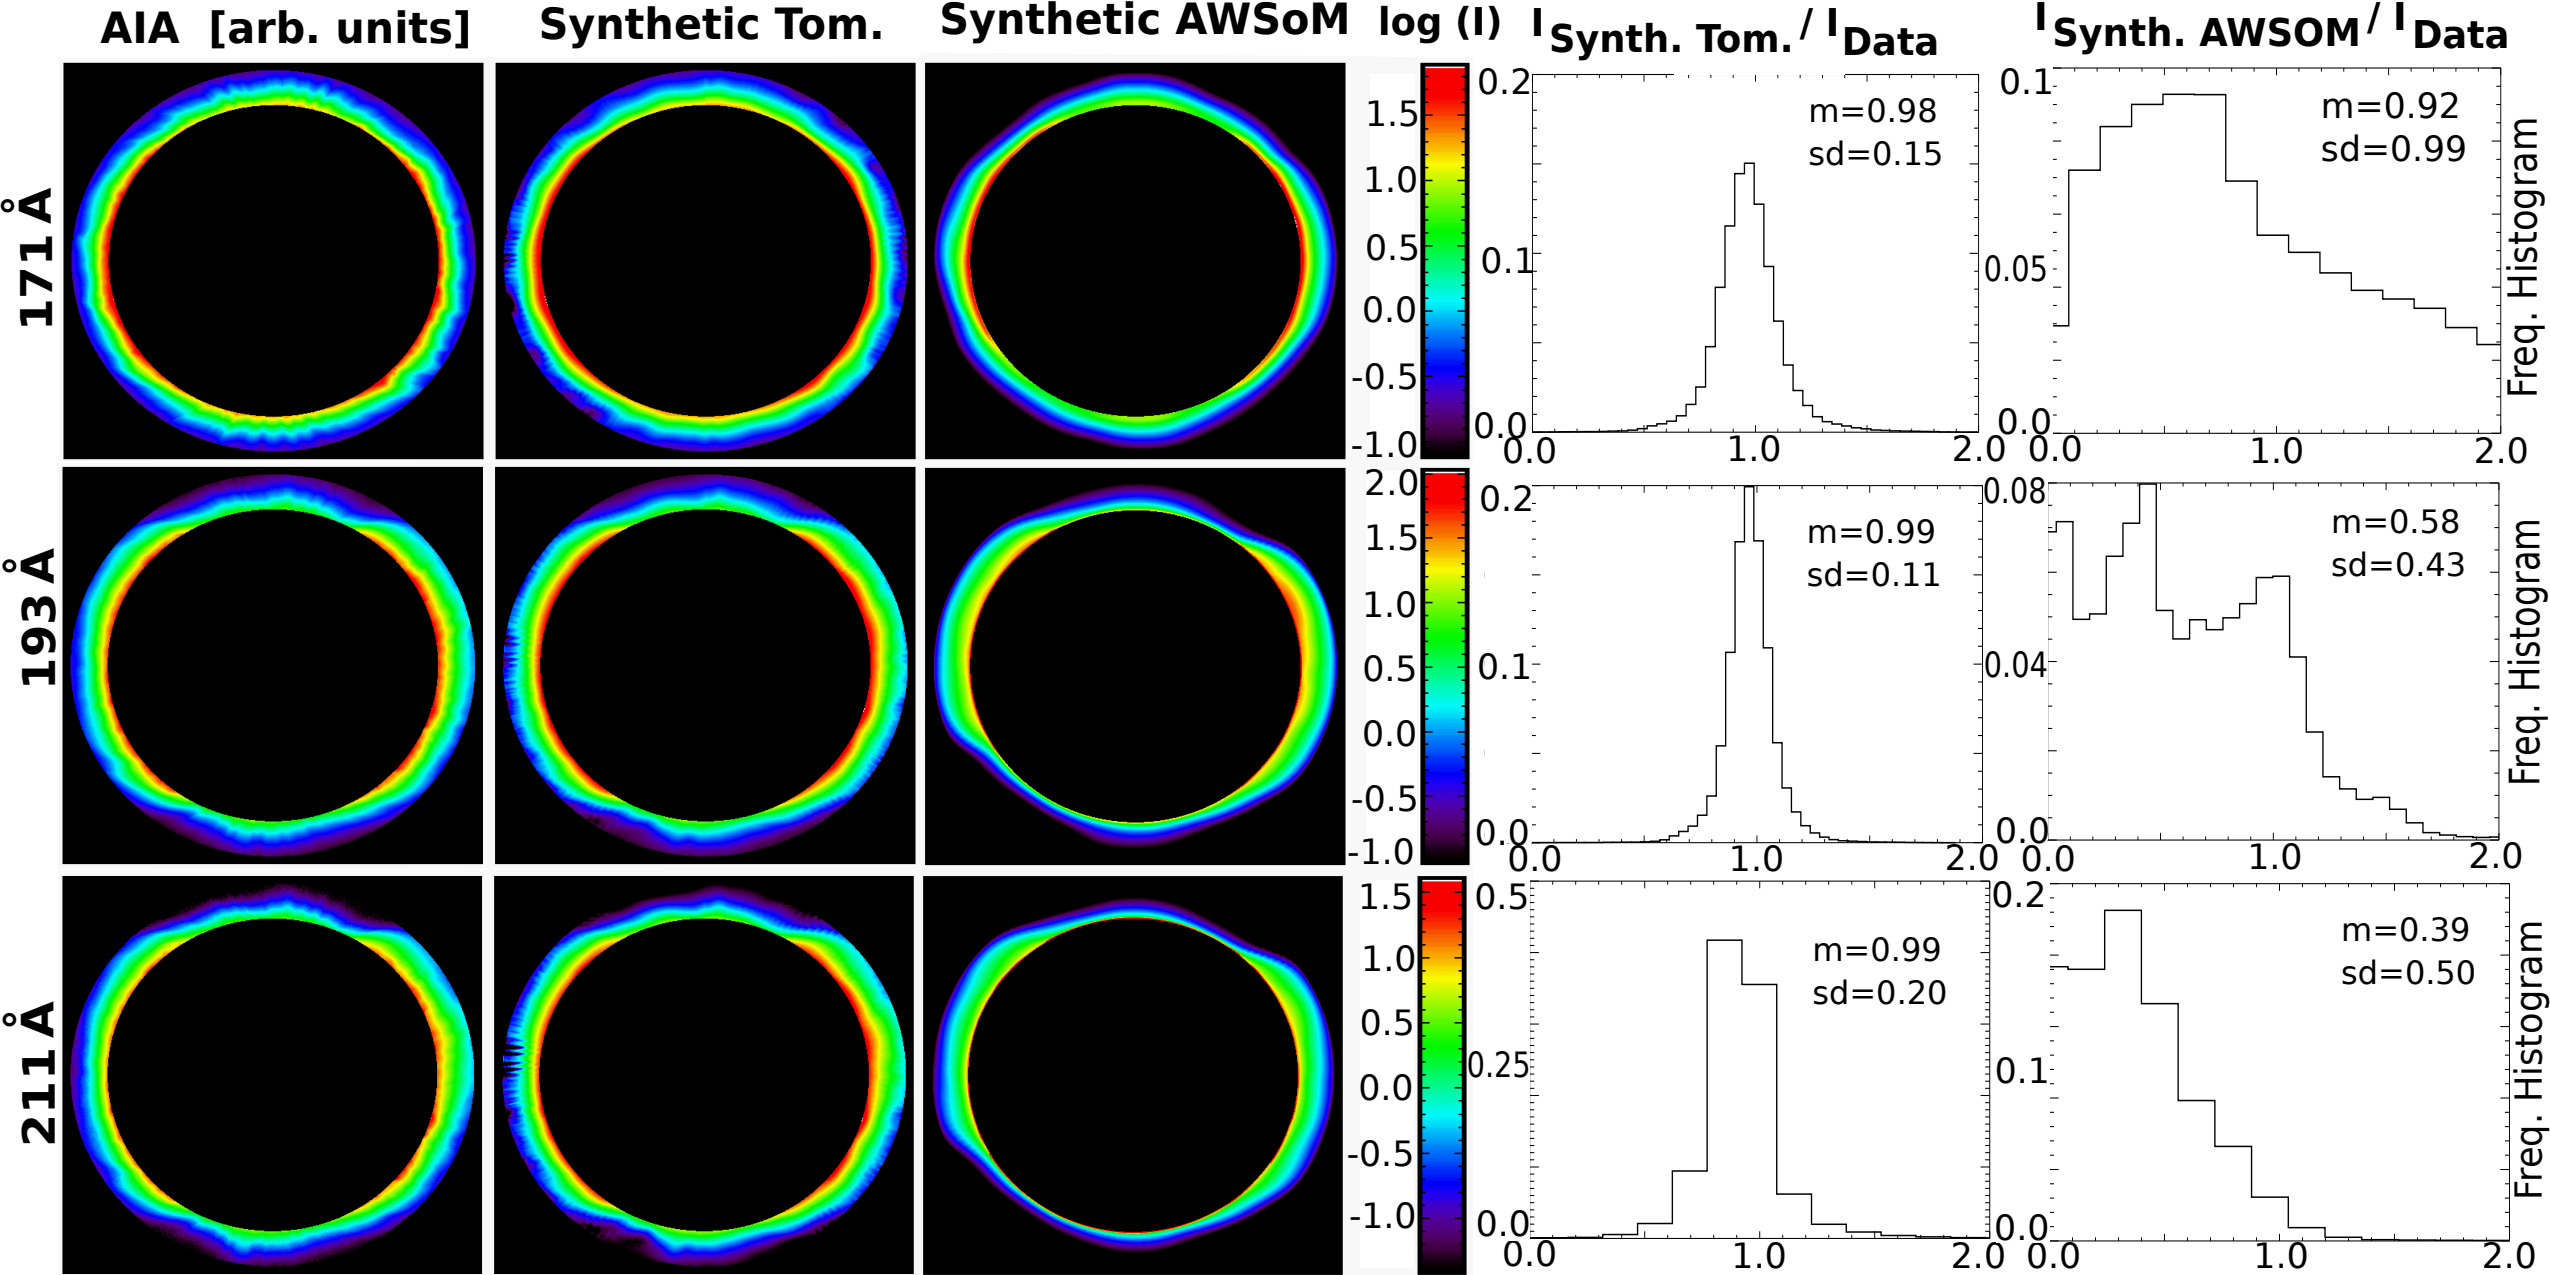 AIA [arb. units]
Synthetic Tom.
Synthetic AWSoM
log (I)
I Synth. Tom. / I Data
I Synth. AWSOM / I Data
171 Å
1.5
1.0
0.5
0.0
-0.5
-1.0
0.2
0.1
0.0
0.0 1.0 2.0
m=0.98
sd=0.15
0.1
0.05
0.0
1.0 2.0
m=0.92
sd=0.99
Freq. Histogram
193 Å
2.0
1.5
1.0
0.5
0.0
-0.5
-1.0
0.2
0.1
0.0
0.0 1.0 2.0
m=0.99
sd=0.11
0.08
0.04
0.0
0.0 1.0 2.0
m=0.58
sd=0.43
Freq. Histogram
211 Å
1.5
1.0
0.5
0.0
-0.5
-1.0
0.5
0.25
0.0
0.0 1.0 2.0
m=0.99
sd=0.20
0.2
0.1
0.0
0.0 1.0 2.0
m=0.39
sd=0.50
Freq. Histogram